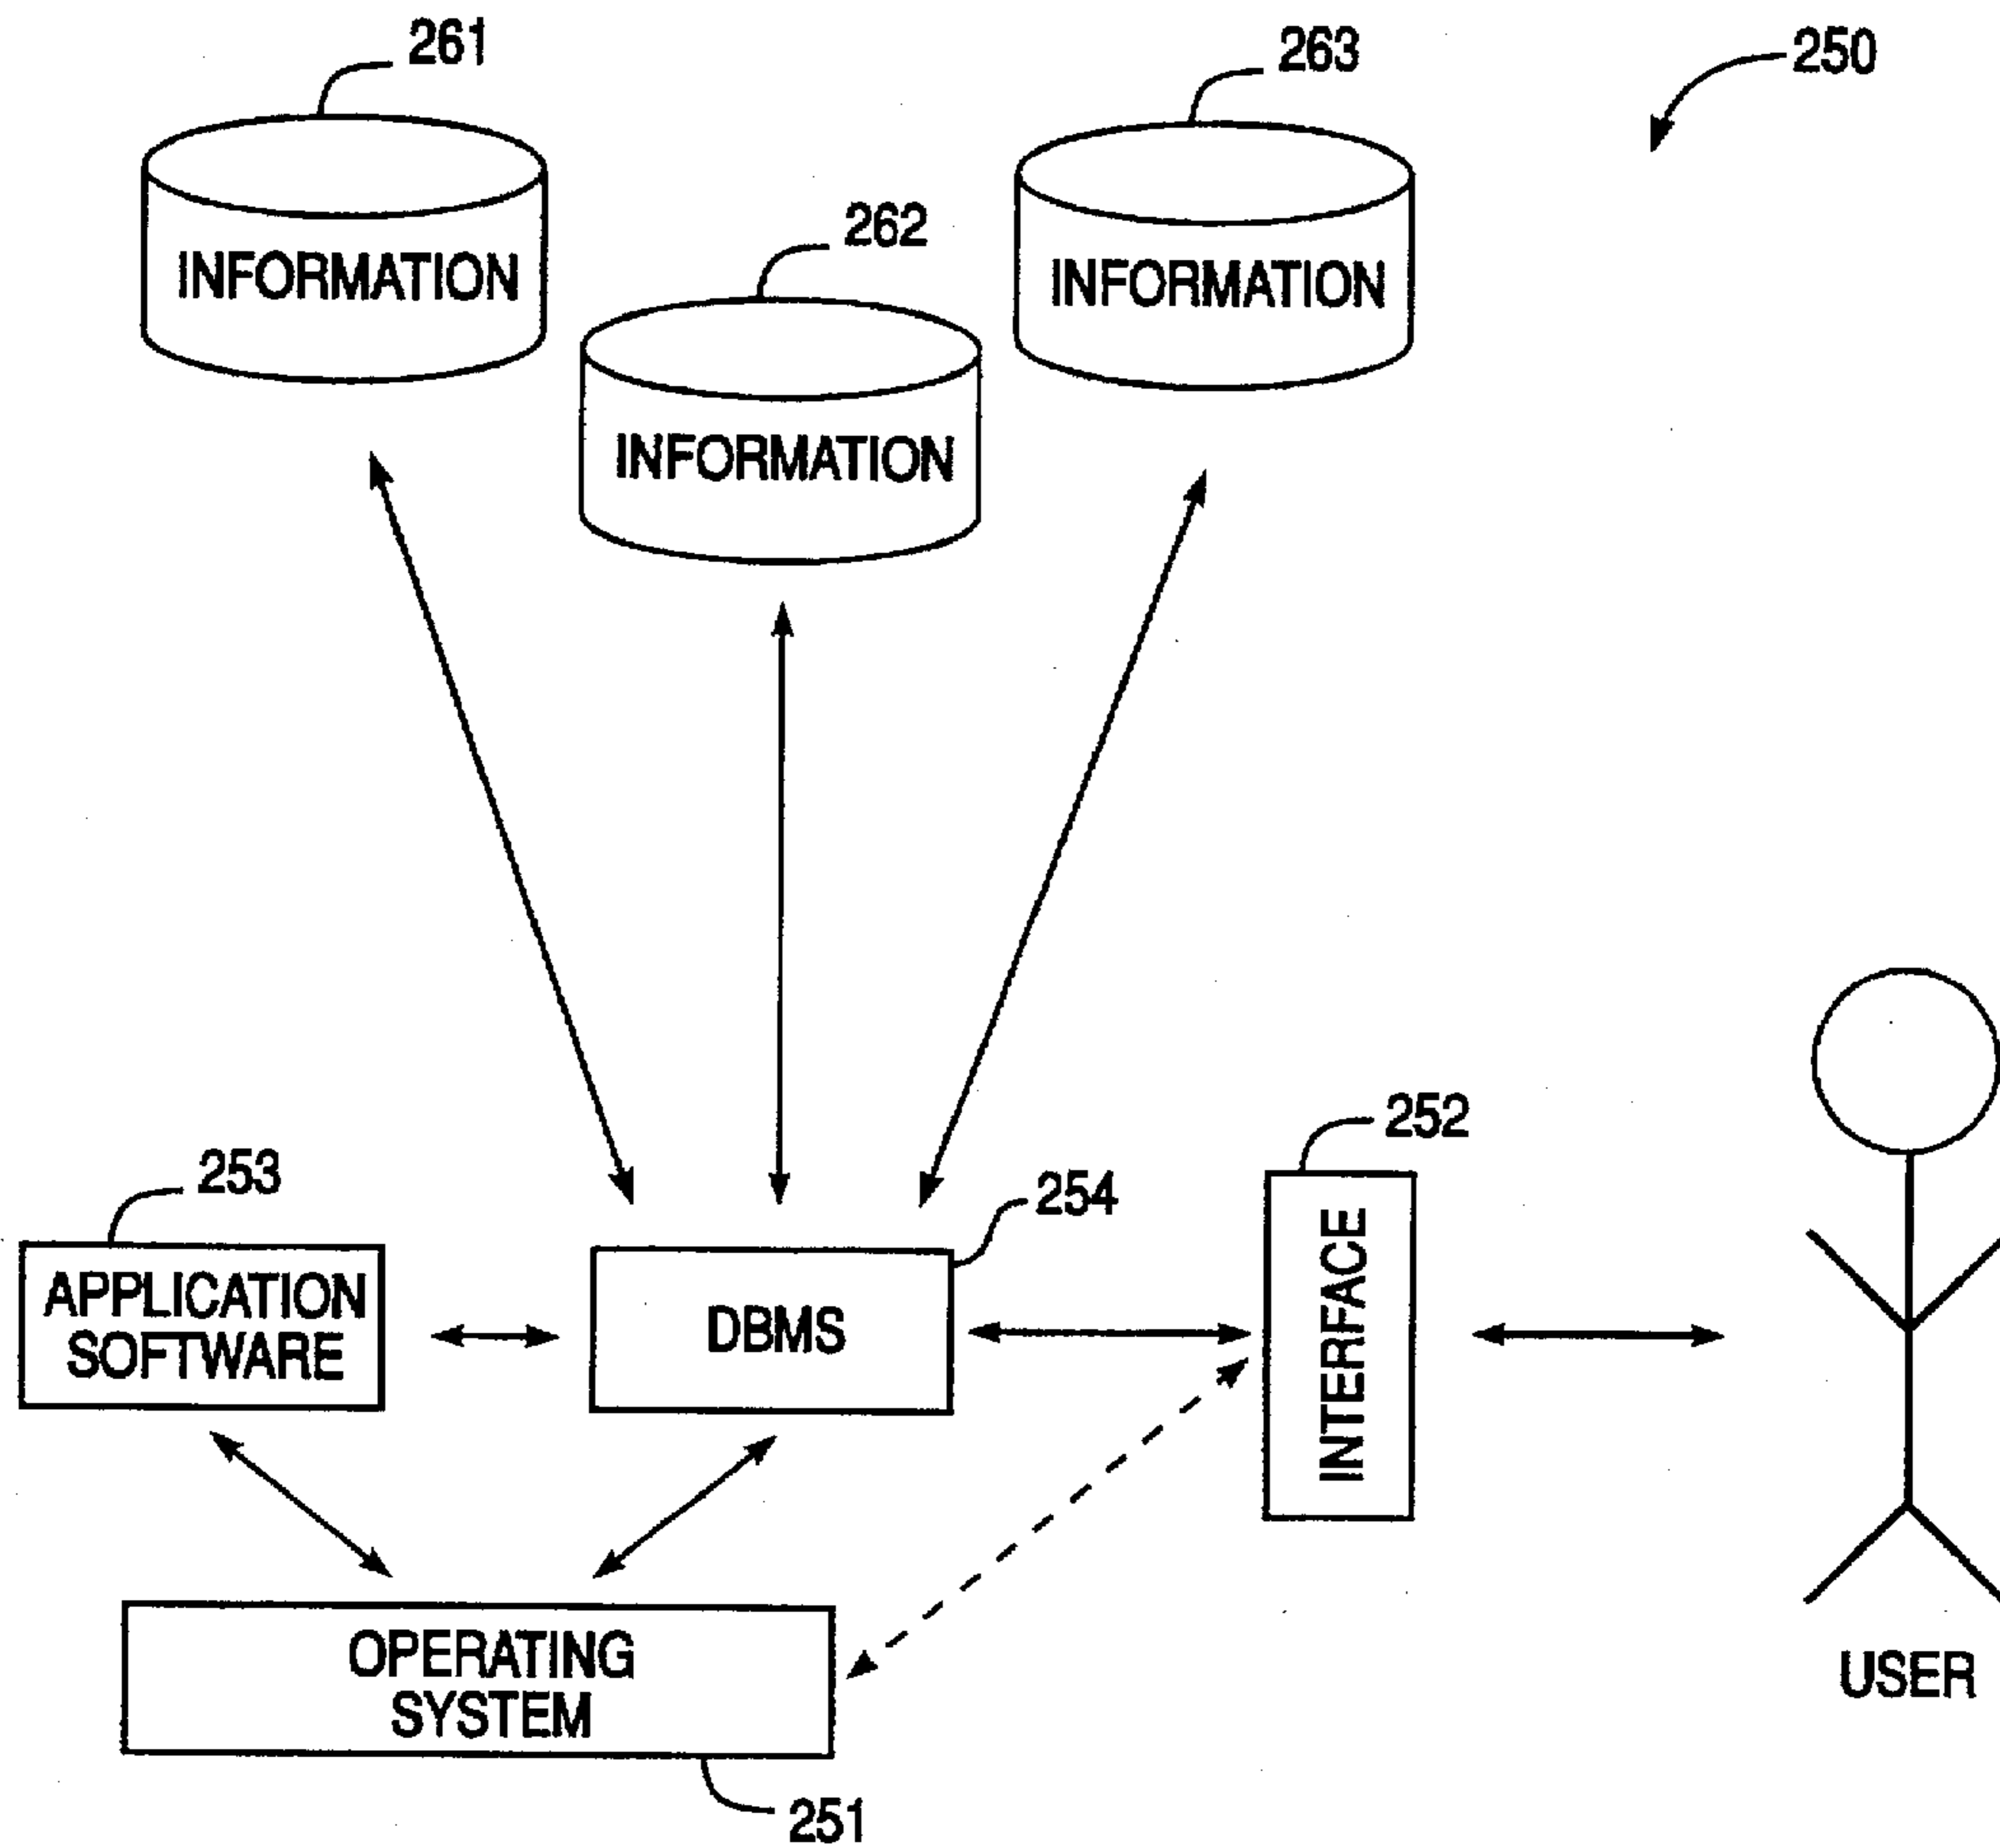 261
263
250
INFORMATION
262
INFORMATION
INFORMATION
252
253
254
APPLICATION
SOFTWARE
DBMS
INTERFACE
OPERATING
SYSTEM
USER
251